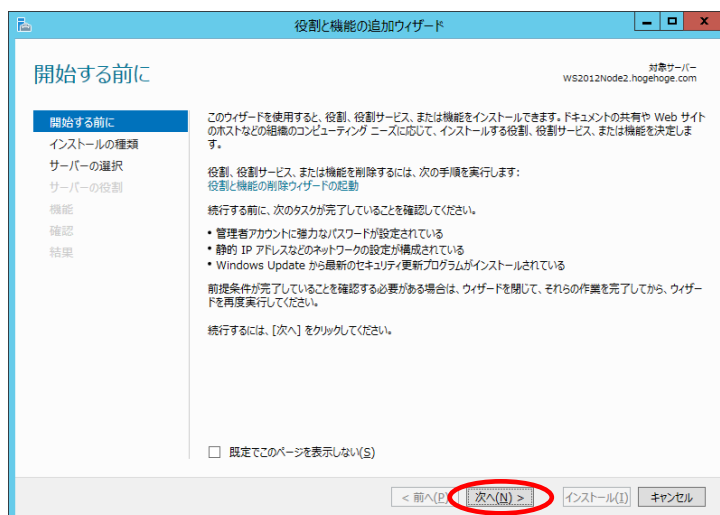 役割と機能の追加ウィザード
開始する前に
対象サーバー
WS2012Node2.hogehoge.com
開始する前に
インストールの種類
サーバーの選択
サーバーの役割
機能
確認
結果
このウィザードを使用すると、役割、役割サービス、または機能をインストールできます。ドキュメントの共有や Web サイト
のホストなどの組織のコンピューティング ニーズに応じて、インストールする役割、役割サービス、または機能を決定しま
す。
役割、役割サービス、または機能を削除するには、次の手順を実行します:
役割と機能の削除ウィザードの起動
続行する前に、次のタスクが完了していることを確認してください。
• 管理者アカウントに強力なパスワードが設定されている
• 静的 IP アドレスなどのネットワークの設定が構成されている
• Windows Update から最新のセキュリティ更新プログラムがインストールされている
前提条件が完了していることを確認する必要がある場合は、ウィザードを閉じて、それらの作業を完了してから、ウィザー
ドを再度実行してください。
続行するには、[次へ] をクリックしてください。
既定でこのページを表示しない(S)
< 前へ(P) 次へ(N) > インストール(I) キャンセル